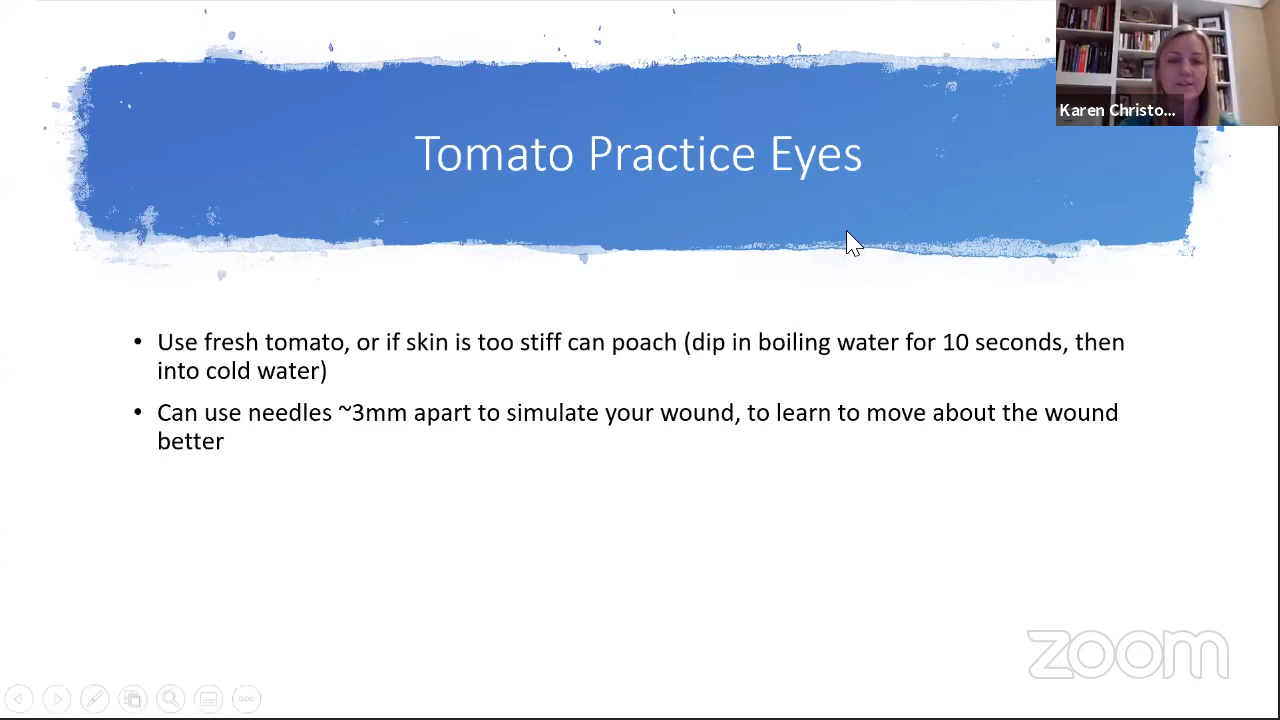 Karen Christo...
Tomato Practice Eyes
• Use fresh tomato, or if skin is too stiff can poach (dip in boiling water for 10 seconds, then
into cold water)
• Can use needles ~3mm apart to simulate your wound, to learn to move about the wound
better
zoom